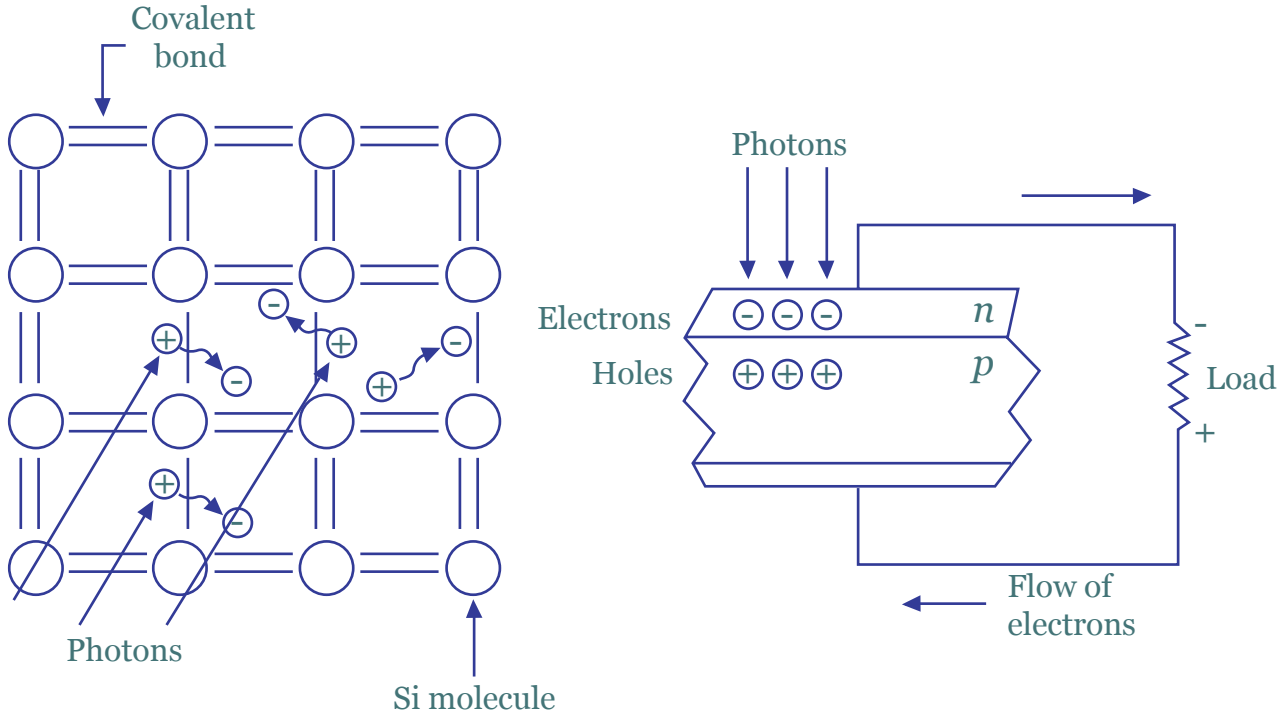 Covalent
bond
Photons
Si molecule
Photons
Electrons
Holes
n
p
-
Load
+
Flow of
electrons
+
-
-
+
+
-
+
-
- - -
+ + +